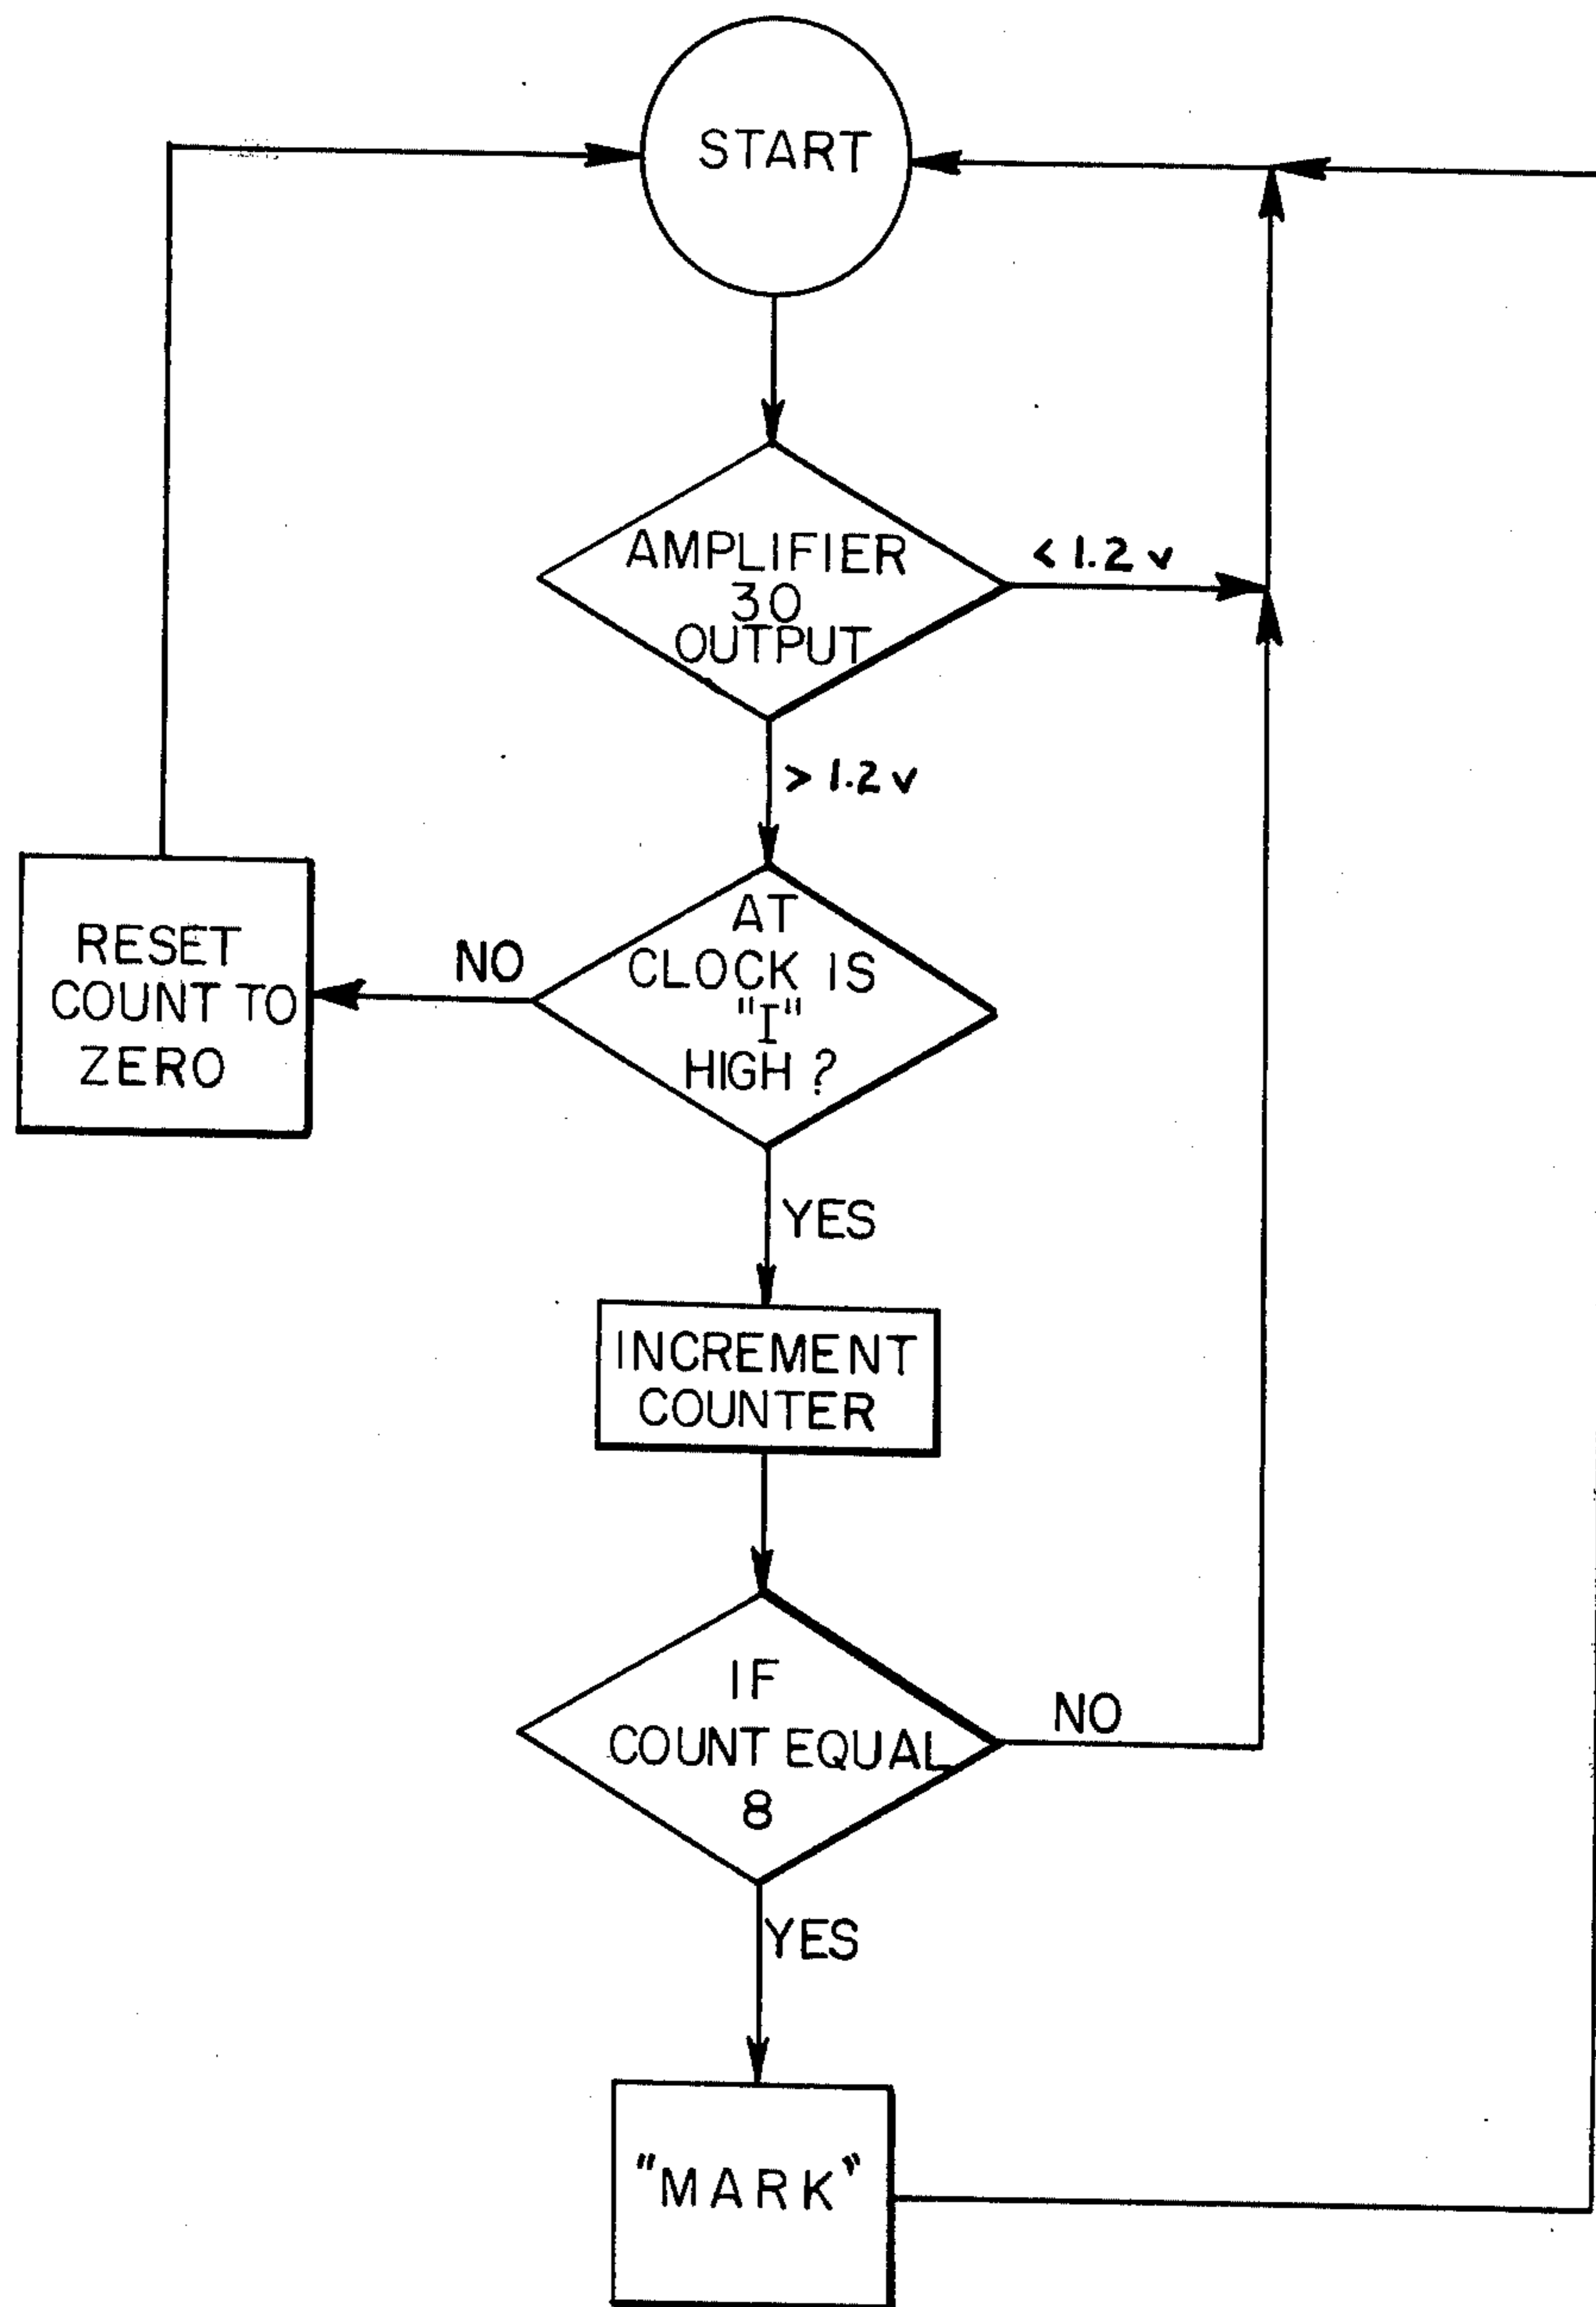 START
AMPLIFIER
30
OUTPUT
< 1.2 v
> 1.2 v
RESET
COUNT TO
ZERO
NO
AT
CLOCK IS
"I"
HIGH ?
YES
INCREMENT
COUNTER
IF
COUNT EQUAL
8
NO
YES
"MARK"